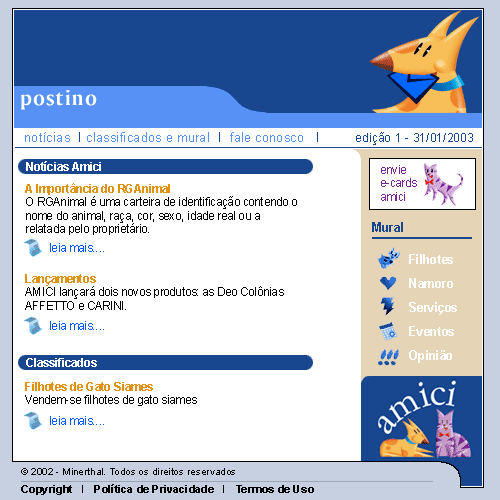 postino
notícias | classificados e mural | fale conosco |
edição 1 - 31/01/2003
Notícias Amici
A Importância do RGAnimal
O RGAnimal é uma carteira de identificação contendo o
nome do animal, raça, cor, sexo, idade real ou a
relatada pelo proprietário.
leia mais....
Lançamentos
AMICI lançará dois novos produtos: as Deo Colônias
AFFETTO e CARINI.
leia mais....
Classificados
Filhotes de Gato Siames
Vendem-se filhotes de gato siames
leia mais....
envie
e-cards
amici
Mural
Filhotes
Namoro
Serviços
Eventos
Opinião
amici
© 2002 - Minerthal. Todos os direitos reservados
Copyright | Política de Privacidade | Termos de Uso